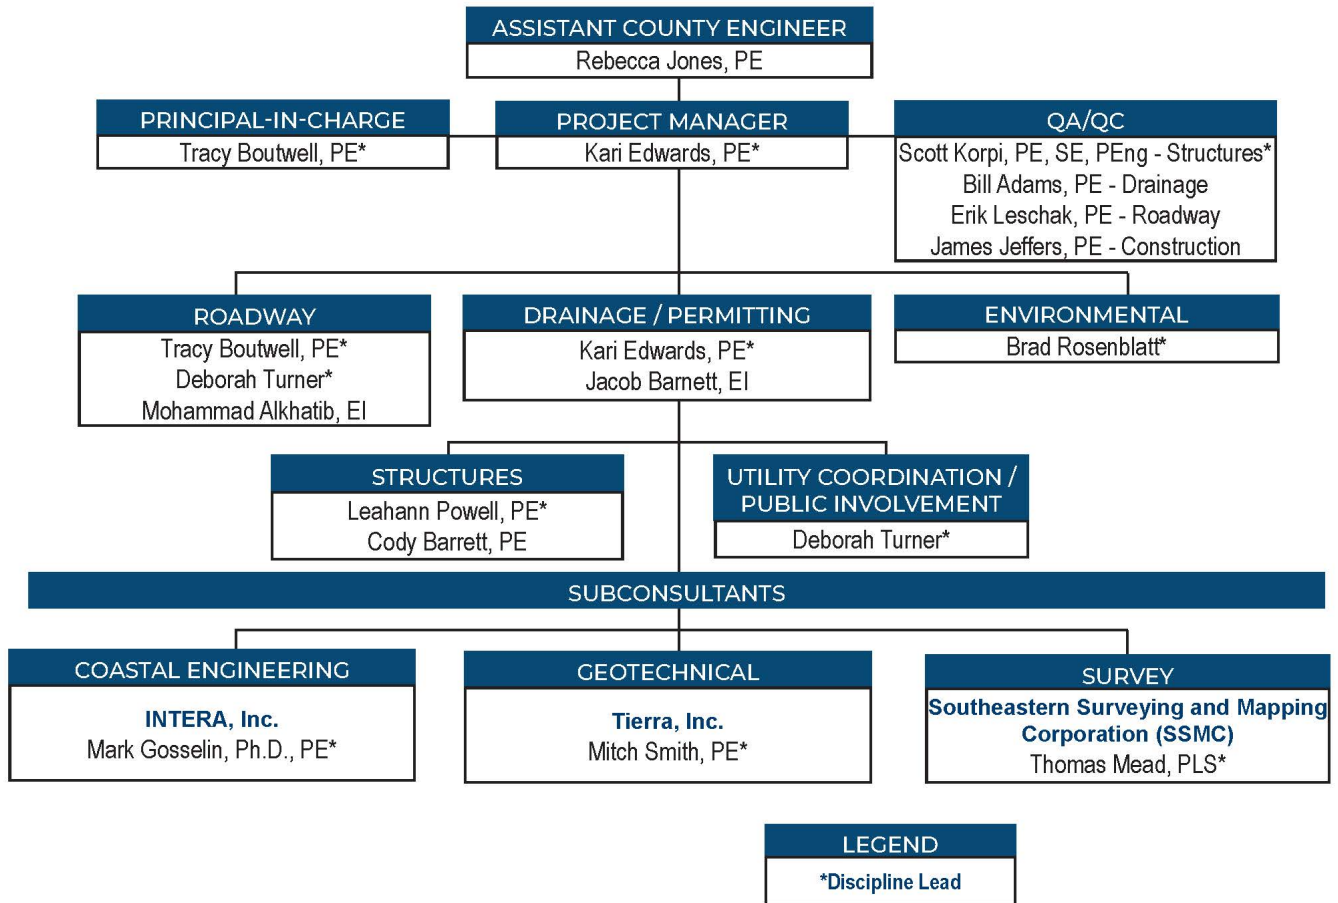 ASSISTANT COUNTY ENGINEER
Rebecca Jones, PE
PRINCIPAL-IN-CHARGE
Tracy Boutwell, PE*
PROJECT MANAGER
Kari Edwards, PE*
QA/QC
Scott Korpi, PE, SE, PEng - Structures*
Bill Adams, PE - Drainage
Erik Leschak, PE - Roadway
James Jeffers, PE - Construction
ROADWAY
Tracy Boutwell, PE*
Deborah Turner*
Mohammad Alkhatib, EI
DRAINAGE / PERMITTING
Kari Edwards, PE*
Jacob Barnett, EI
ENVIRONMENTAL
Brad Rosenblatt*
STRUCTURES
Leahann Powell, PE*
Cody Barrett, PE
UTILITY COORDINATION /
PUBLIC INVOLVEMENT
Deborah Turner*
SUBCONSULTANTS
COASTAL ENGINEERING
INTERA, Inc.
Mark Gosselin, Ph.D., PE*
GEOTECHNICAL
Tierra, Inc.
Mitch Smith, PE*
SURVEY
Southeastern Surveying and Mapping
Corporation (SSMC)
Thomas Mead, PLS*
LEGEND
*Discipline Lead